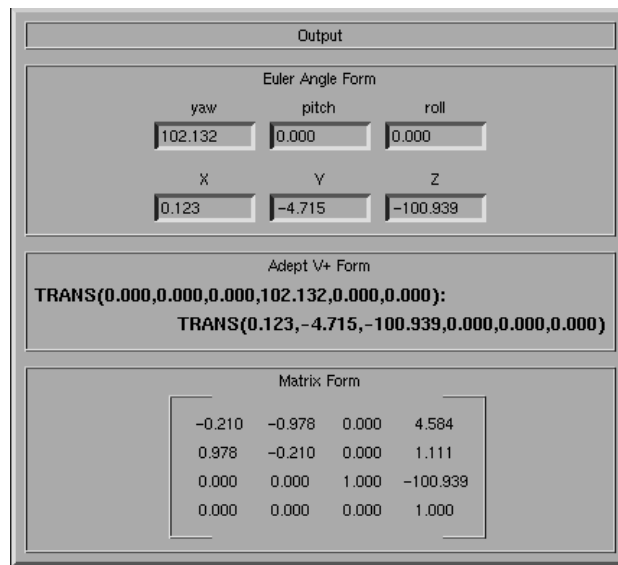 Output
Euler Angle Form
yaw pitch roll
102.132 0.000 0.000
X Y Z
0.123 -4.715 -100.939
Adept V+ Form
TRANS(0.000,0.000,0.000,102.132,0.000,0.000):
TRANS(0.123,-4.715,-100.939,0.000,0.000,0.000)
Matrix Form
-0.210 -0.978 0.000 4.584
0.978 -0.210 0.000 1.111
0.000 0.000 1.000 -100.939
0.000 0.000 0.000 1.000